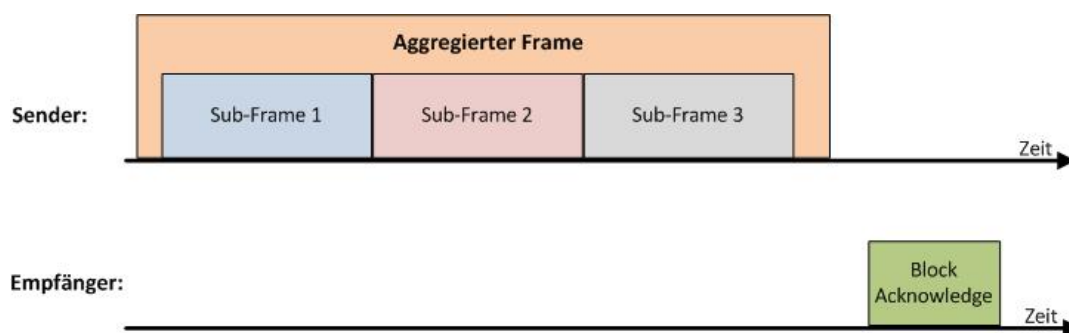 Aggregierter Frame
Sender:
Sub-Frame 1
Sub-Frame 2
Sub-Frame 3
Zeit
Empfänger:
Block
Acknowledge
Zeit